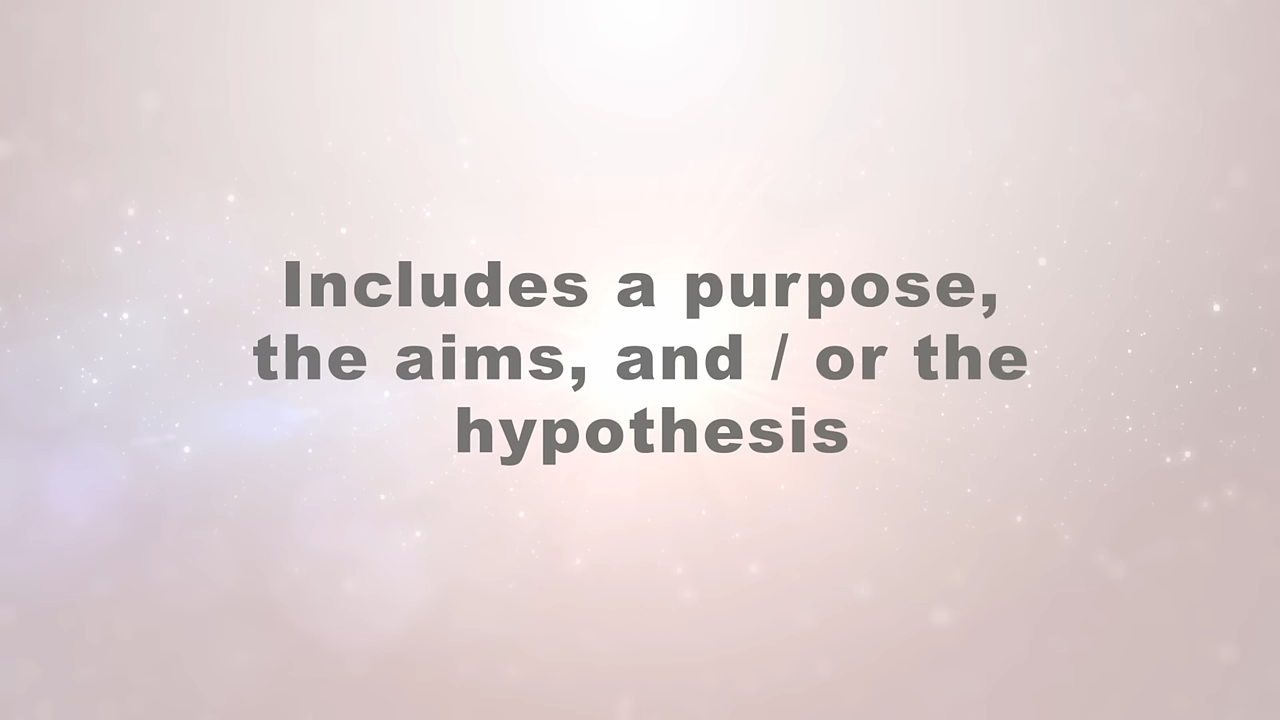 Includes a purpose,
the aims, and / or the
hypothesis